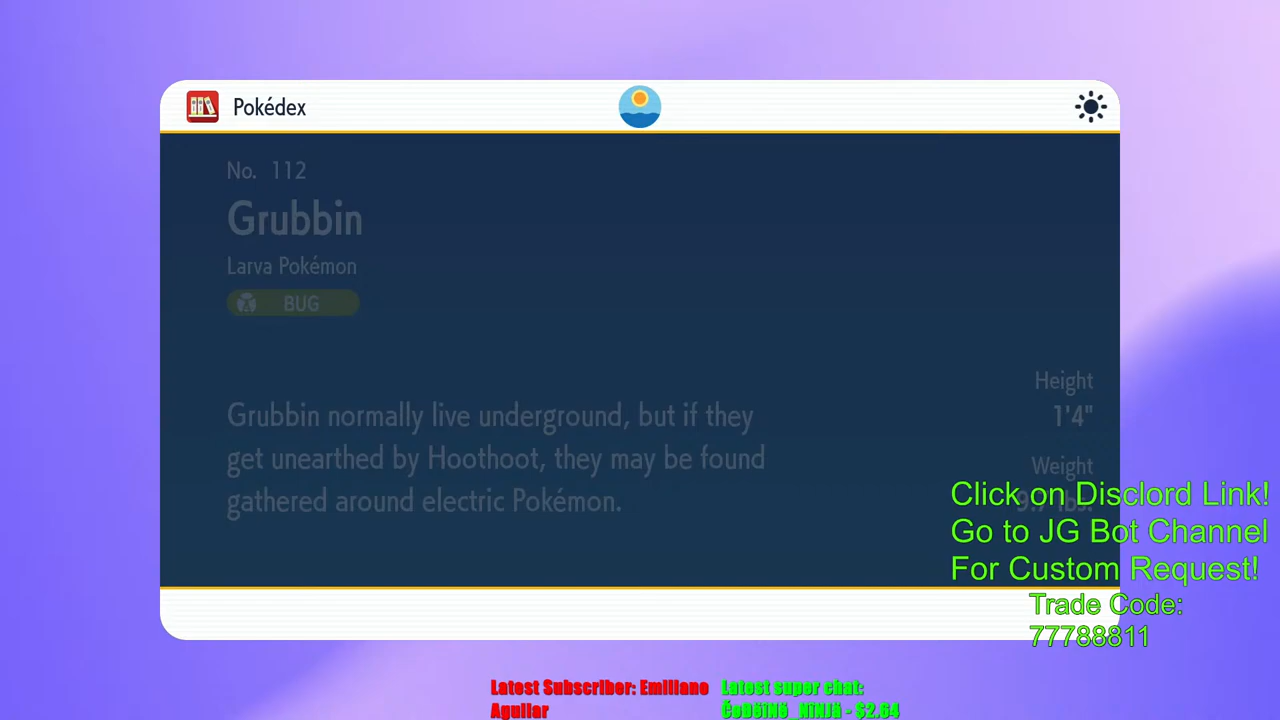 Pokédex
No. 112
Grubbin
Larva Pokémon
BUG
Grubbin normally live underground, but if they
get unearthed by Hoothoot, they may be found
gathered around electric Pokémon.
Height
1'4"
Weight
Click on Disclord Link!
Go to JG Bot Channel
For Custom Request!
Trade Code:
77788811
Latest Subscriber: Emiliano
Aguilar
Latest super chat:
- $2.64